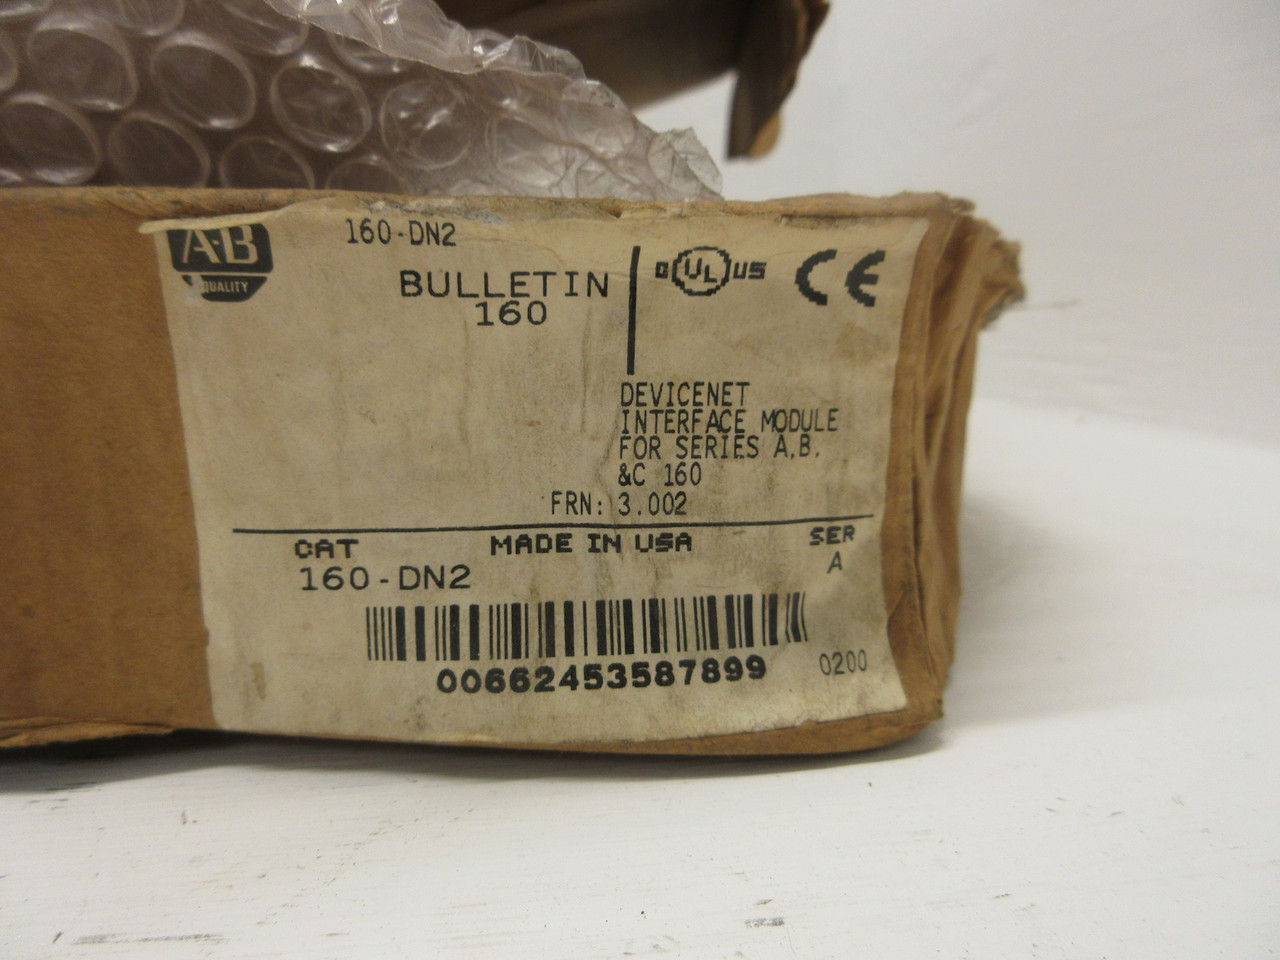 A-B
QUALITY
160-DN2
BULLETIN
160
C UL US CE
DEVICENET
INTERFACE MODULE
FOR SERIES A,B,
&C 160
FRN: 3.002
CAT MADE IN USA SER
160-DN2 A
00662453587899 0200